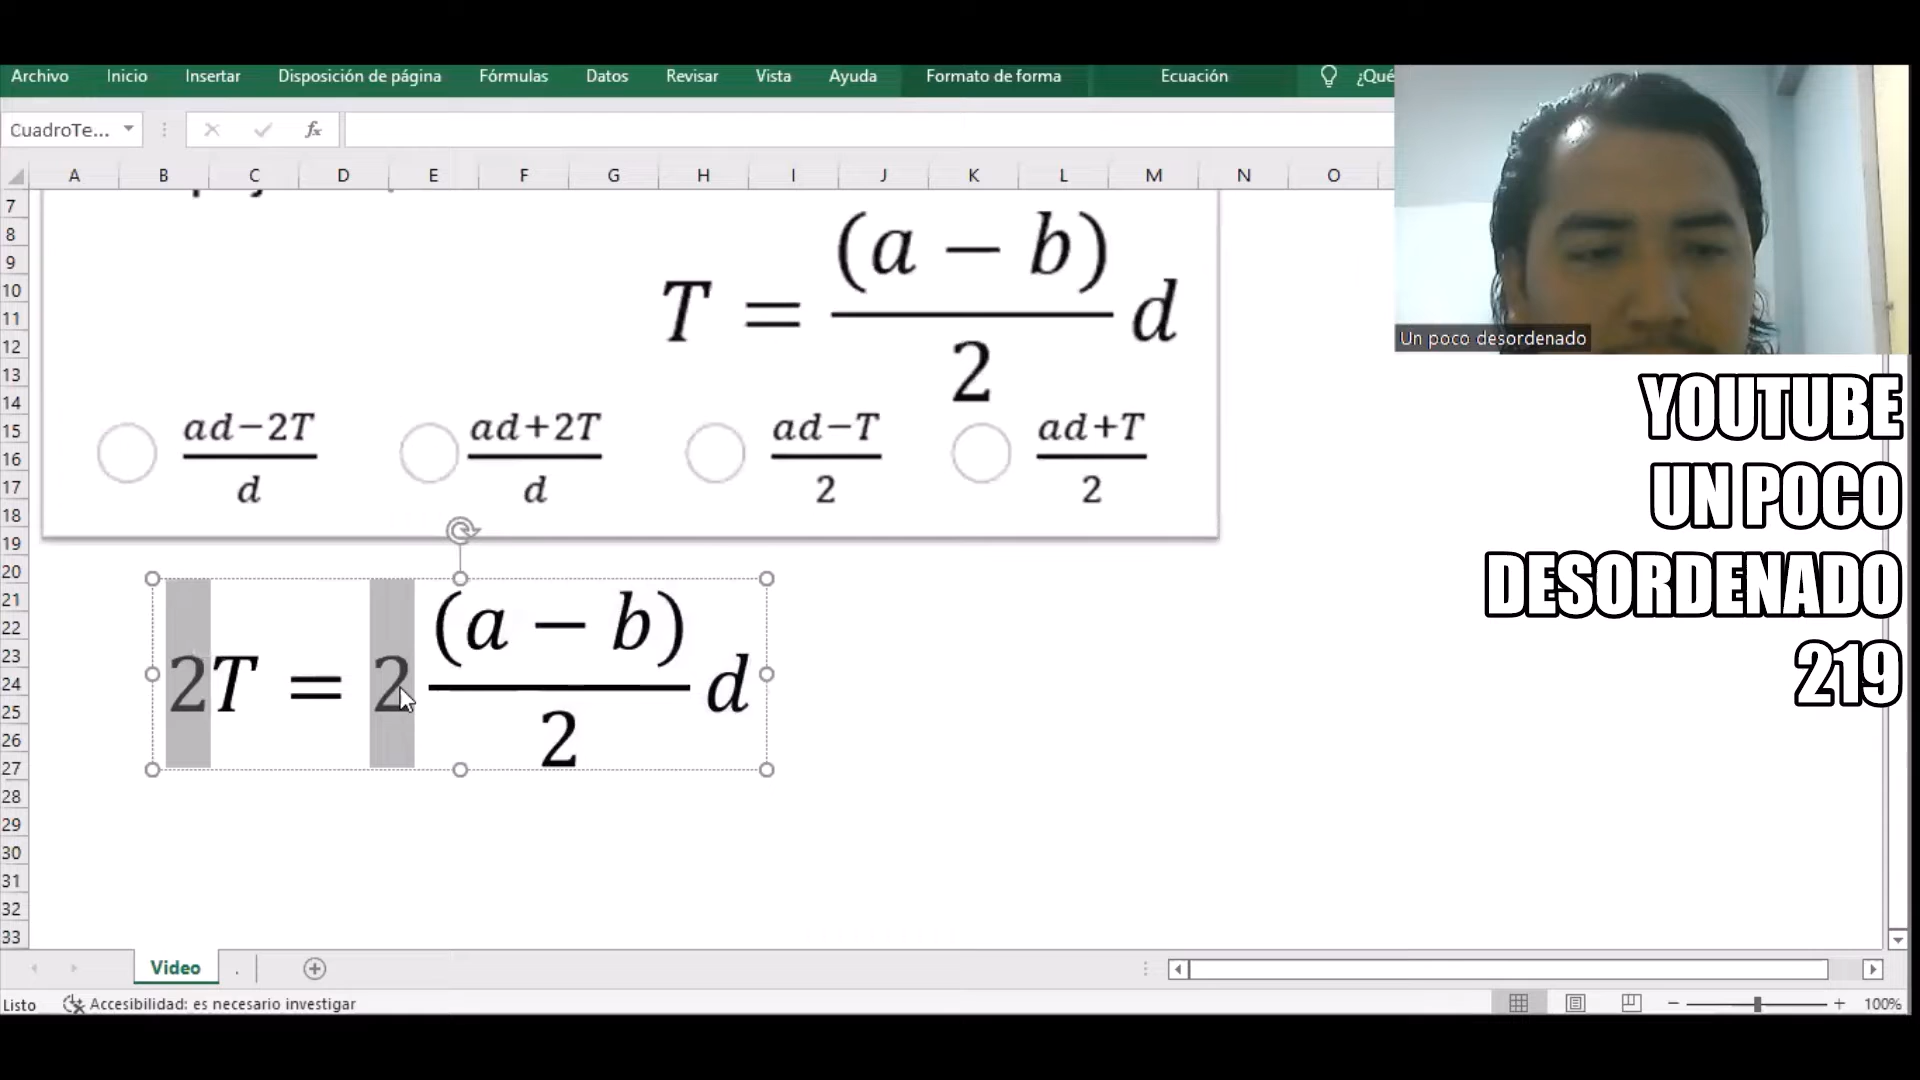 Archivo Inicio Insertar Disposición de página Fórmulas Datos Revisar Vista Ayuda Formato de forma Ecuación ¿Qué
CuadroTe... fx
A B C D E F G H I J K L M N O
7
8
9
10
11
12
13
14
15
16
17
18
19
20
21
22
23
24
25
26
27
28
29
30
31
32
33
T = (a − b)/2 d
ad−2T/d ad+2T/d ad−T/2 ad+T/2
2T = 2 (a − b)/2 d
Un poco desordenado
YOUTUBE
UN POCO
DESORDENADO
219
Video .
Listo Accesibilidad: es necesario investigar 100%